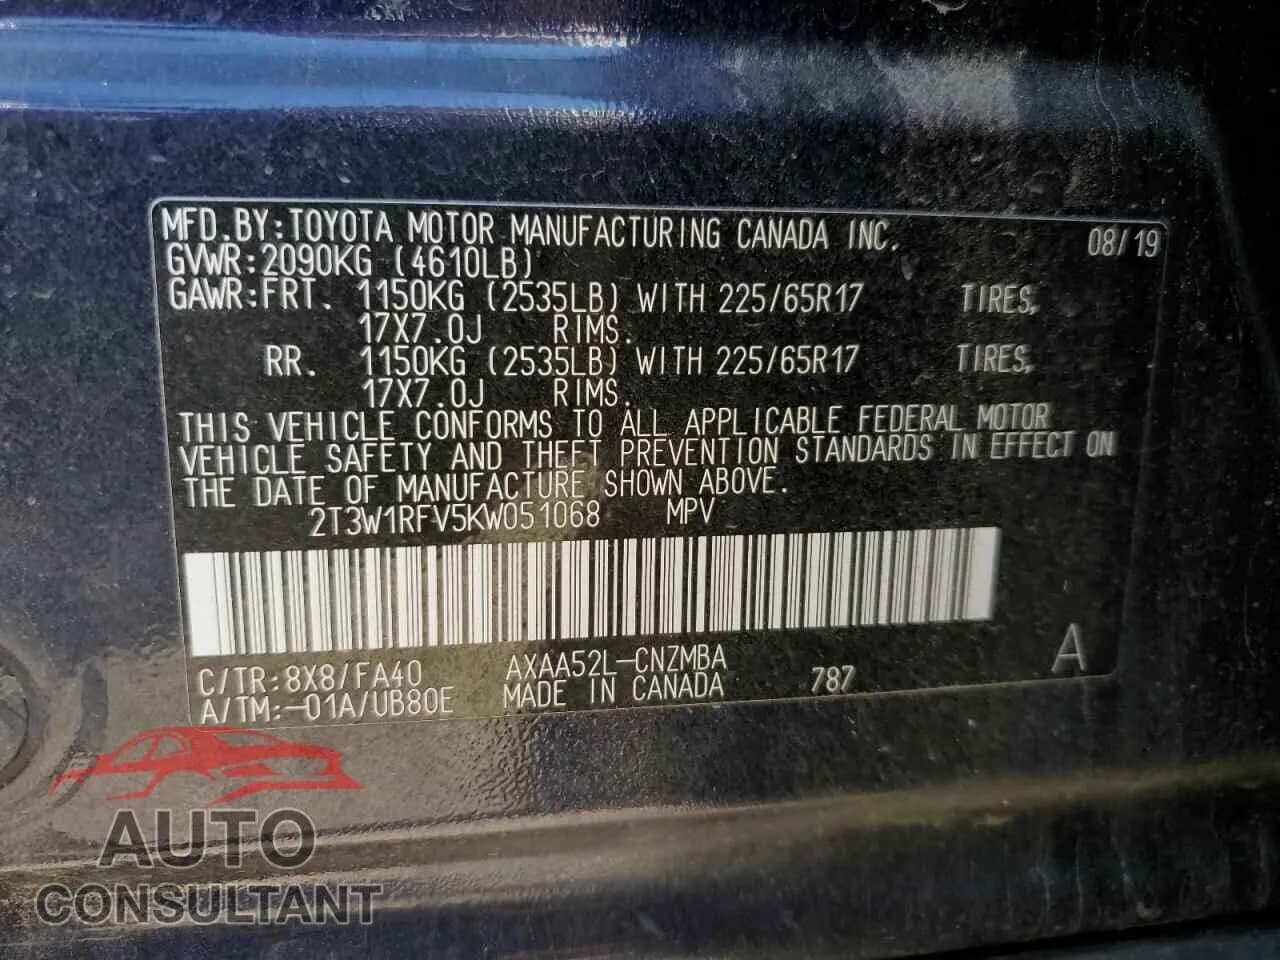 MFD.BY:TOYOTA MOTOR MANUFACTURING CANADA INC. 08/19
GVWR:2090KG (4610LB)
GAWR:FRT. 1150KG (2535LB) WITH 225/65R17 TIRES,
17X7.0J RIMS.
RR. 1150KG (2535LB) WITH 225/65R17 TIRES,
17X7.0J RIMS.
THIS VEHICLE CONFORMS TO ALL APPLICABLE FEDERAL MOTOR
VEHICLE SAFETY AND THEFT PREVENTION STANDARDS IN EFFECT ON
THE DATE OF MANUFACTURE SHOWN ABOVE.
2T3W1RFV5KW051068 MPV
C/TR:8X8/FA40 AXAA52L-CNZMBA A
A/TM:-01A/UB80E MADE IN CANADA 787
AUTO
CONSULTANT